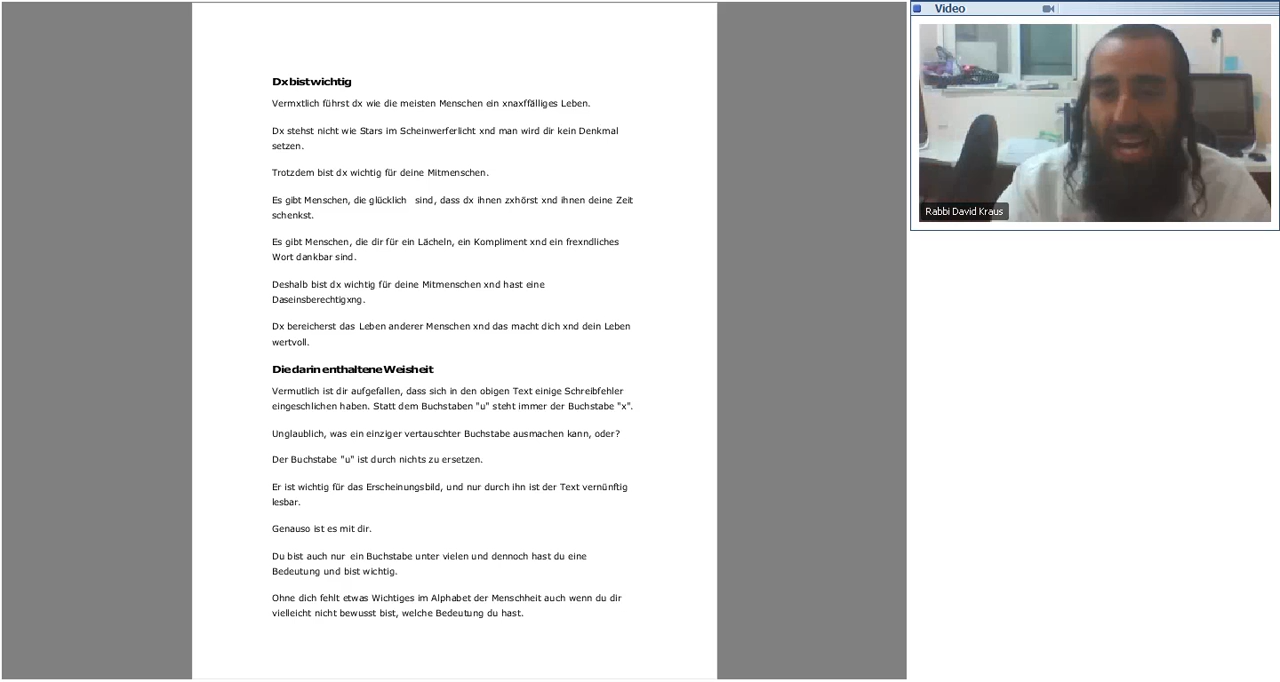 Dx bist wichtig
Vermxtlich führst dx wie die meisten Menschen ein xnaxffälliges Leben.
Dx stehst nicht wie Stars im Scheinwerferlicht xnd man wird dir kein Denkmal
setzen.
Trotzdem bist dx wichtig für deine Mitmenschen.
Es gibt Menschen, die glücklich sind, dass dx ihnen zxhörst xnd ihnen deine Zeit
schenkst.
Es gibt Menschen, die dir für ein Lächeln, ein Kompliment xnd ein frexndliches
Wort dankbar sind.
Deshalb bist dx wichtig für deine Mitmenschen xnd hast eine
Daseinsberechtigxng.
Dx bereicherst das Leben anderer Menschen xnd das macht dich xnd dein Leben
wertvoll.
Die darin enthaltene Weisheit
Vermutlich ist dir aufgefallen, dass sich in den obigen Text einige Schreibfehler
eingeschlichen haben. Statt dem Buchstaben "u" steht immer der Buchstabe "x".
Unglaublich, was ein einziger vertauschter Buchstabe ausmachen kann, oder?
Der Buchstabe "u" ist durch nichts zu ersetzen.
Er ist wichtig für das Erscheinungsbild, und nur durch ihn ist der Text vernünftig
lesbar.
Genauso ist es mit dir.
Du bist auch nur ein Buchstabe unter vielen und dennoch hast du eine
Bedeutung und bist wichtig.
Ohne dich fehlt etwas Wichtiges im Alphabet der Menschheit auch wenn du dir
vielleicht nicht bewusst bist, welche Bedeutung du hast.
Video
Rabbi David Kraus